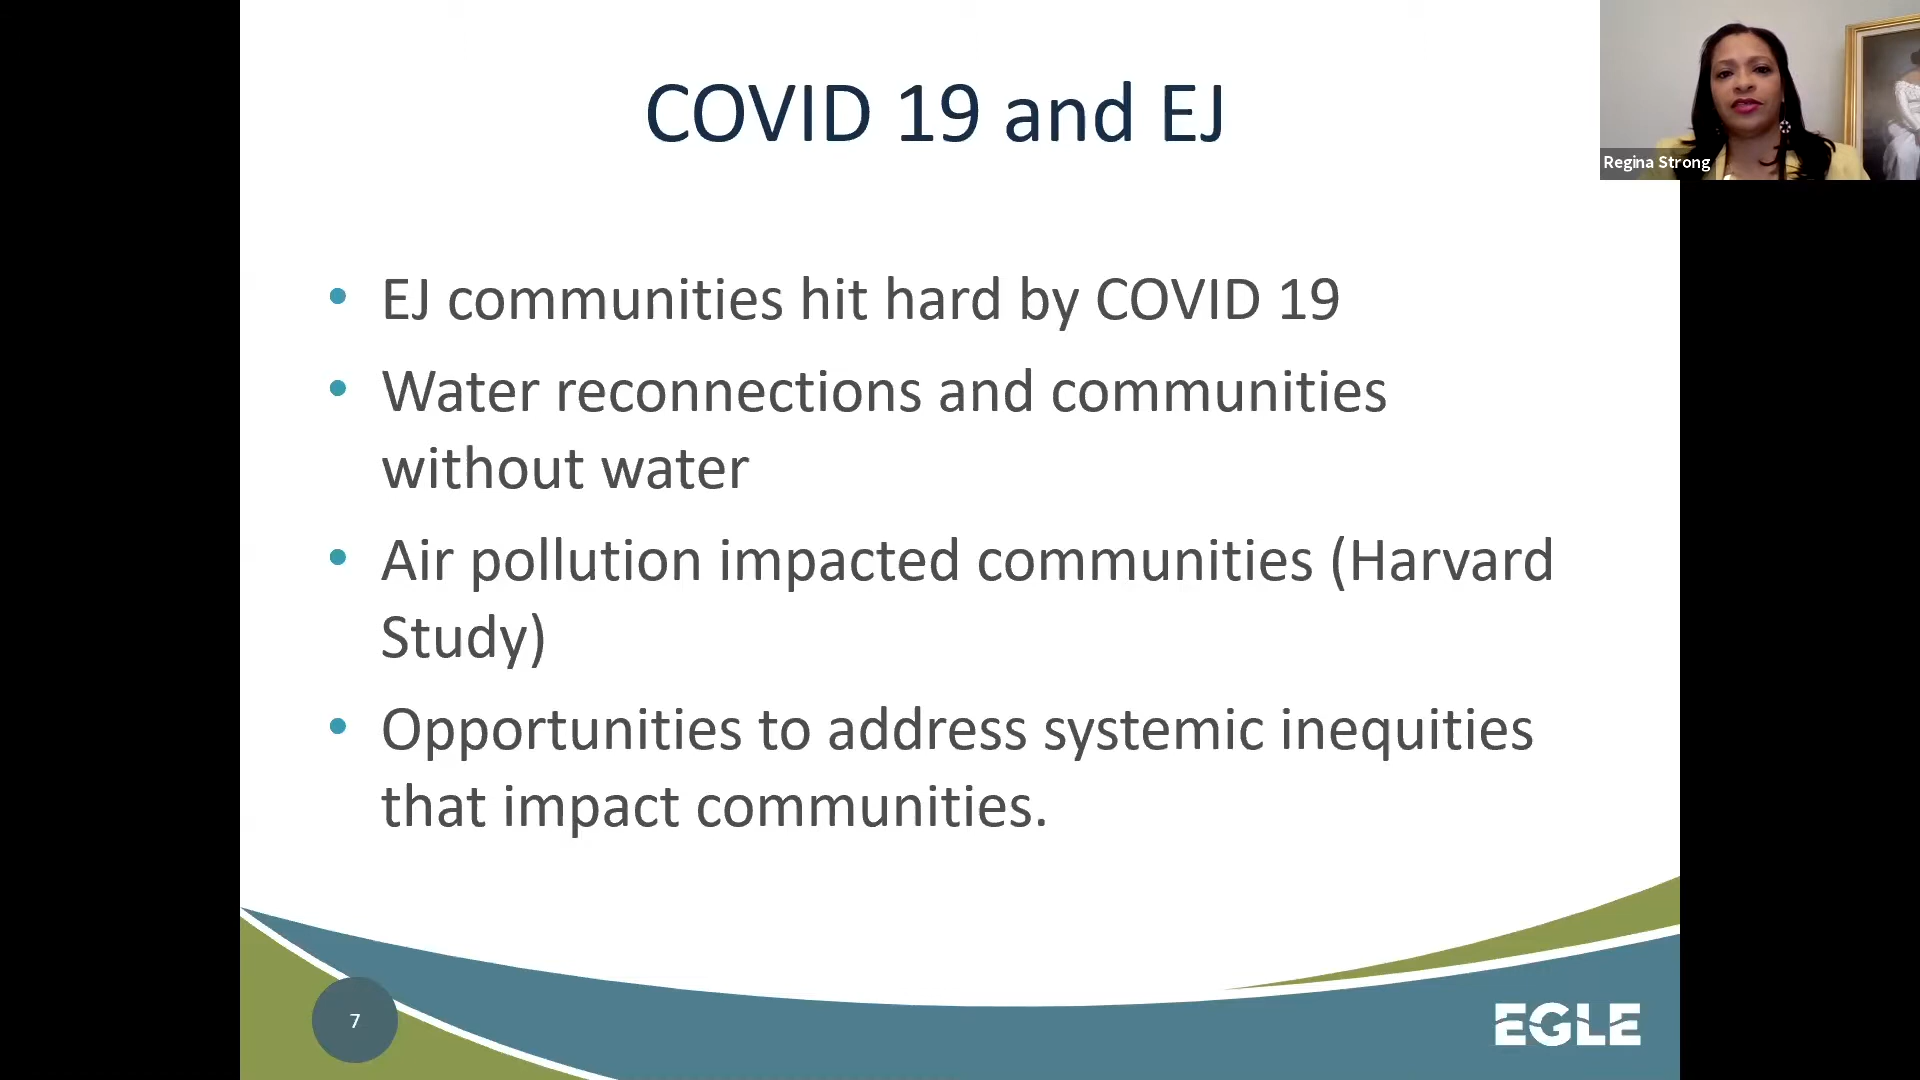 COVID 19 and EJ
Regina Strong
• EJ communities hit hard by COVID 19
• Water reconnections and communities
without water
• Air pollution impacted communities (Harvard
Study)
• Opportunities to address systemic inequities
that impact communities.
7
EGLE